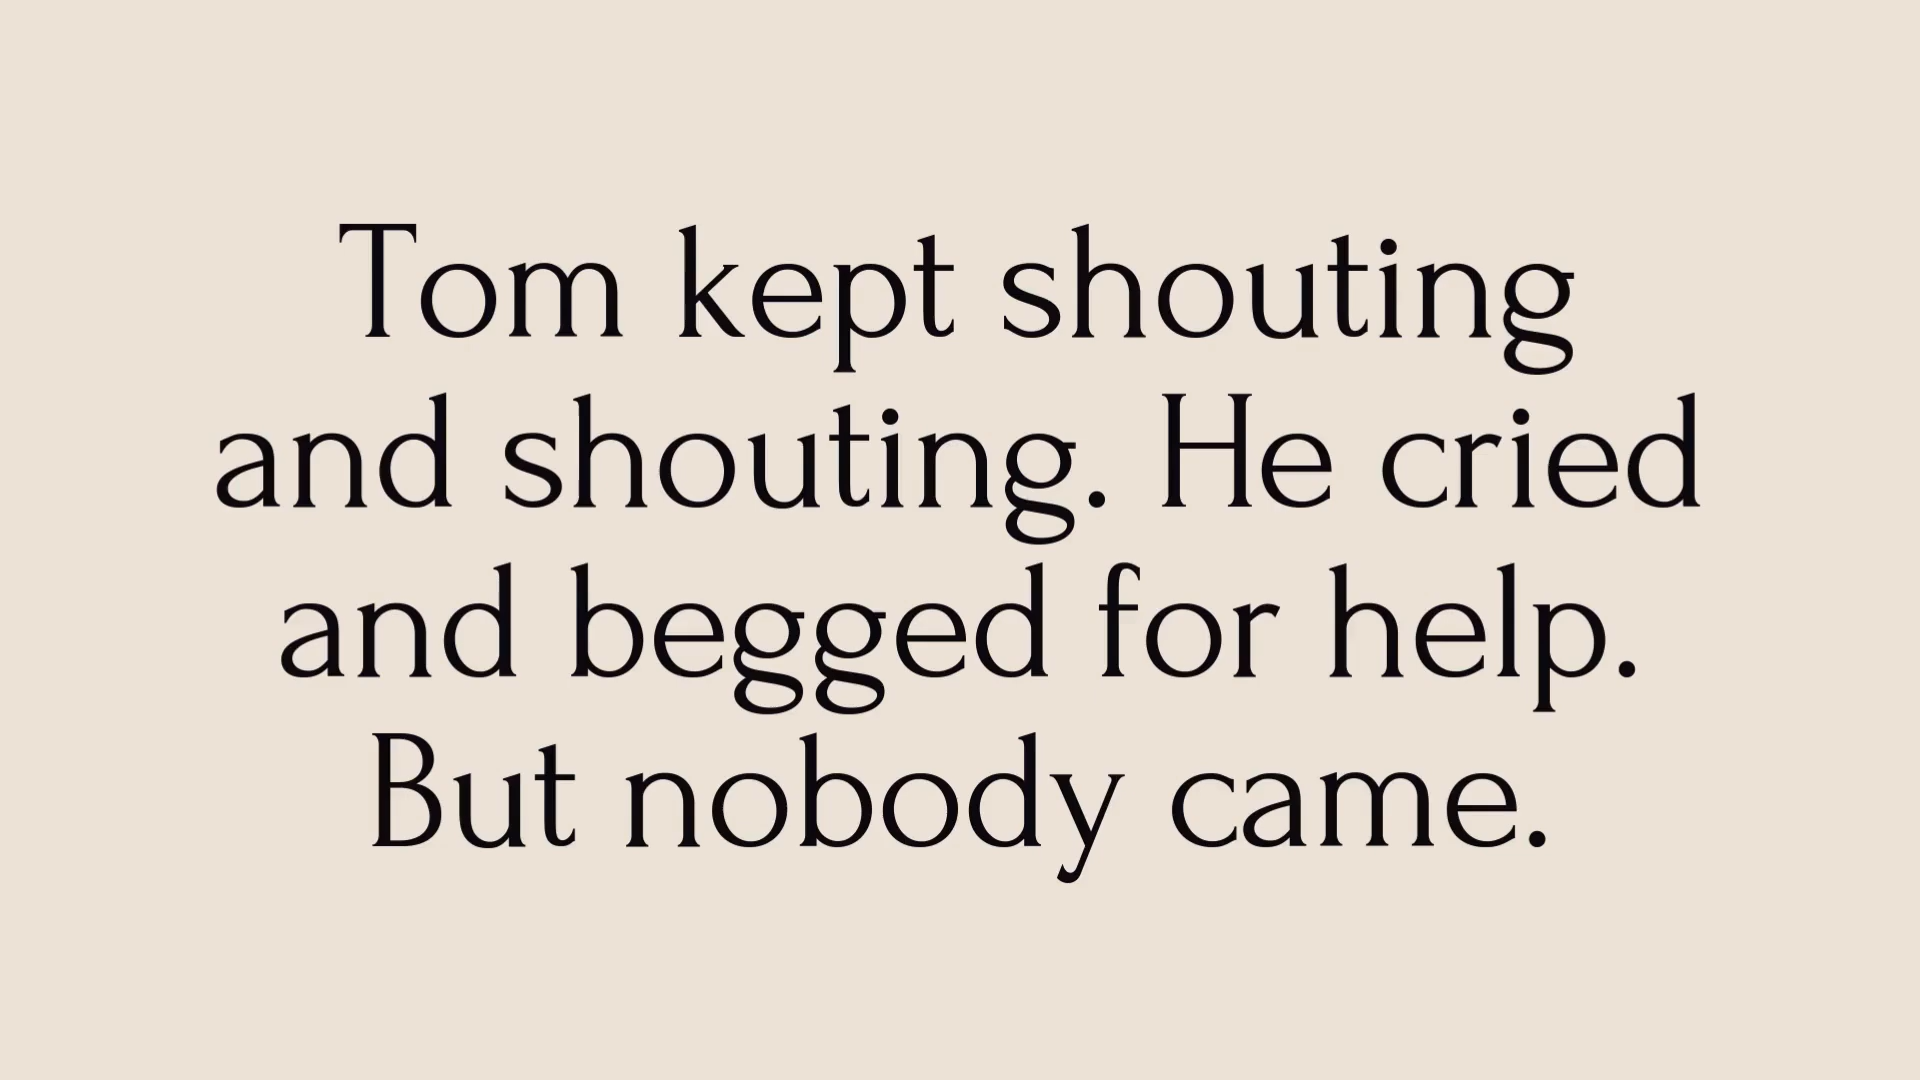 Tom kept shouting
and shouting. He cried
and begged for help.
But nobody came.